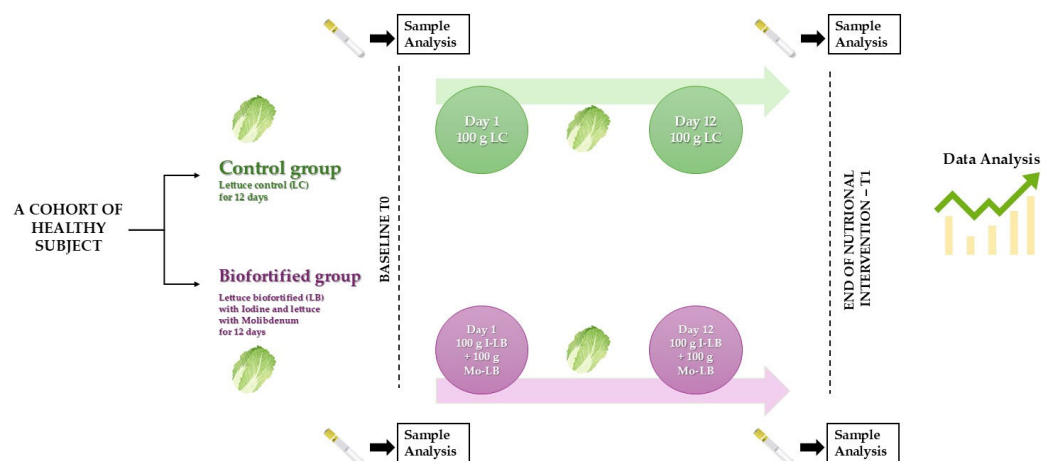 Sample
Analysis
Sample
Analysis
Day 1
100 g LC
Day 12
100 g LC
Control group
Lettuce control (LC)
for 12 days
Data Analysis
A COHORT OF
HEALTHY
SUBJECT
BASELINE T0
END OF NUTRIONAL
INTERVENTION – T1
Biofortified group
Lettuce biofortified (LB)
with Iodine and lettuce
with Molibdenum
for 12 days
Day 1
100 g I-LB
+ 100 g
Mo-LB
Day 12
100 g I-LB
+ 100 g
Mo-LB
Sample
Analysis
Sample
Analysis